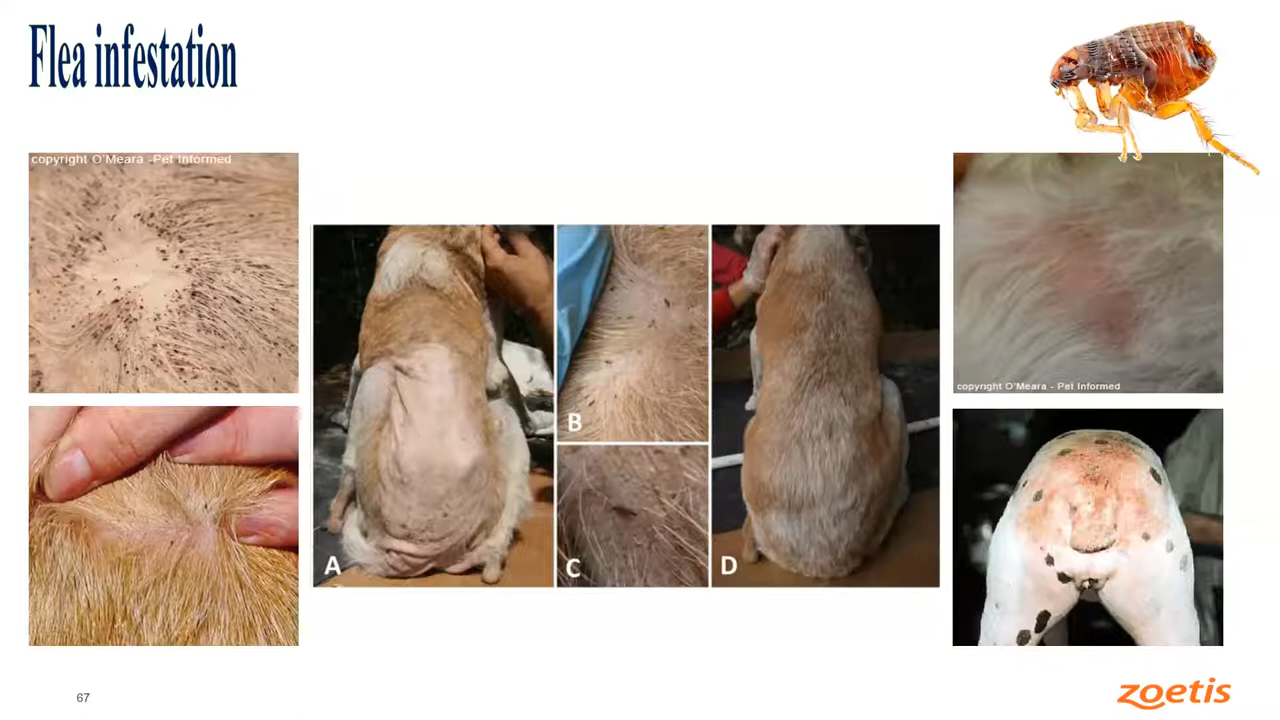 Flea infestation
copyright O'Meara -Pet Informed
copyright O'Meara - Pet Informed
A
B
C
D
67
zoetis